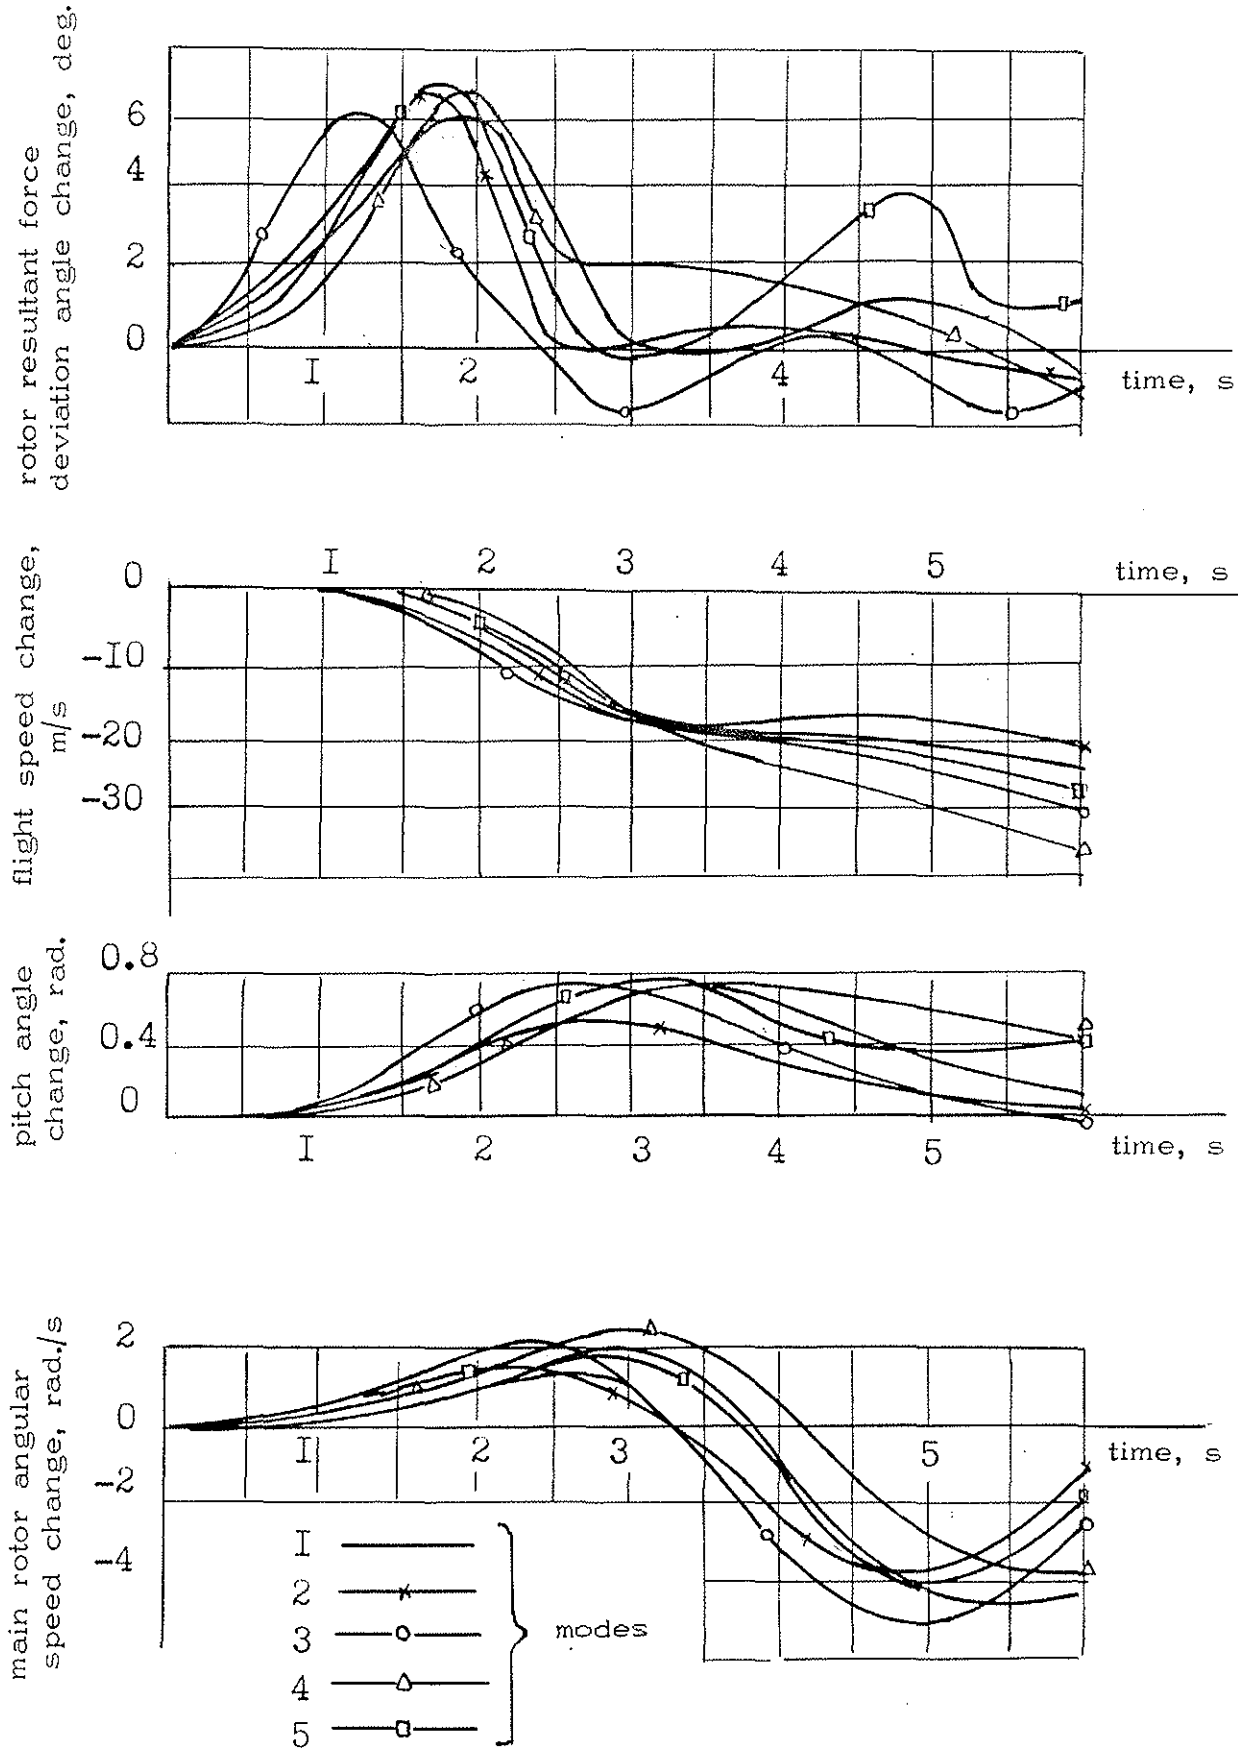 rotor resultant force
deviation angle change, deg.
6
4
2
0
I 2 4 time, s
flight speed change,
m/s
I 2 3 4 5 time, s
0
-10
-20
-30
pitch angle
change, rad.
0.8
0.4
0
I 2 3 4 5 time, s
main rotor angular
speed change, rad./s
2
0
I 2 3 5 time, s
-2
-4
I
2
3
4
5
modes